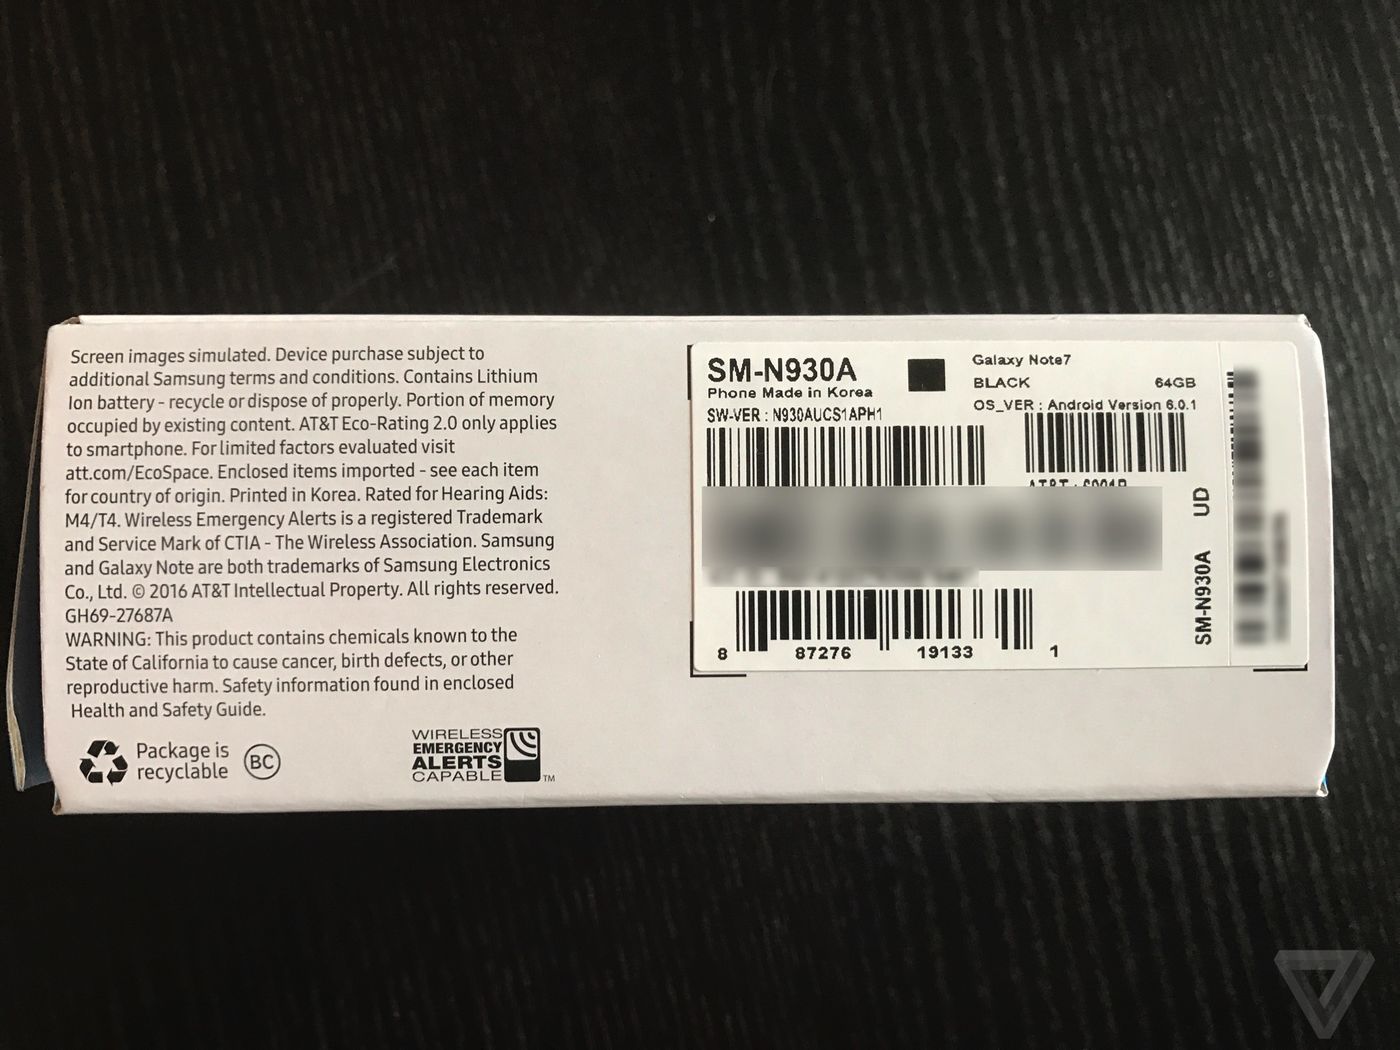 Screen images simulated. Device purchase subject to
additional Samsung terms and conditions. Contains Lithium
Ion battery - recycle or dispose of properly. Portion of memory
occupied by existing content. AT&T Eco-Rating 2.0 only applies
to smartphone. For limited factors evaluated visit
att.com/EcoSpace. Enclosed items imported - see each item
for country of origin. Printed in Korea. Rated for Hearing Aids:
M4/T4. Wireless Emergency Alerts is a registered Trademark
and Service Mark of CTIA - The Wireless Association. Samsung
and Galaxy Note are both trademarks of Samsung Electronics
Co., Ltd. © 2016 AT&T Intellectual Property. All rights reserved.
GH69-27687A
WARNING: This product contains chemicals known to the
State of California to cause cancer, birth defects, or other
reproductive harm. Safety information found in enclosed
Health and Safety Guide.
Package is
recyclable
BC
WIRELESS
EMERGENCY
ALERTS
CAPABLE
TM
SM-N930A
Phone Made in Korea
SW-VER : N930AUCS1APH1
Galaxy Note7
BLACK 64GB
OS_VER : Android Version 6.0.1
8 87276 19133 1
SM-N930A UD